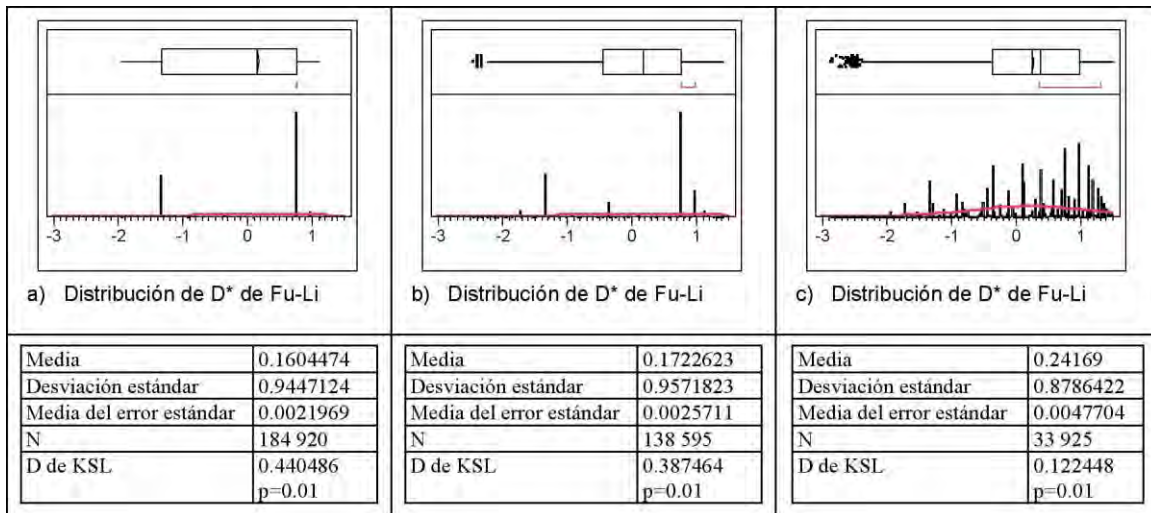 -3 -2 -1 0 1
a) Distribución de D* de Fu-Li
-3 -2 -1 0 1
b) Distribución de D* de Fu-Li
-3 -2 -1 0 1
c) Distribución de D* de Fu-Li
Media 0.1604474
Desviación estándar 0.9447124
Media del error estándar 0.0021969
N 184 920
D de KSL 0.440486
p=0.01
Media 0.1722623
Desviación estándar 0.9571823
Media del error estándar 0.0025711
N 138 595
D de KSL 0.387464
p=0.01
Media 0.24169
Desviación estándar 0.8786422
Media del error estándar 0.0047704
N 33 925
D de KSL 0.122448
p=0.01